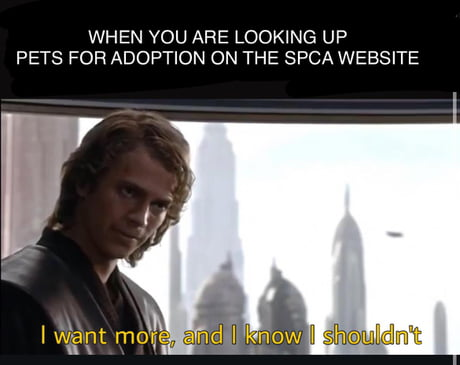 WHEN YOU ARE LOOKING UP
PETS FOR ADOPTION ON THE SPCA WEBSITE
I want more, and I know I shouldn't